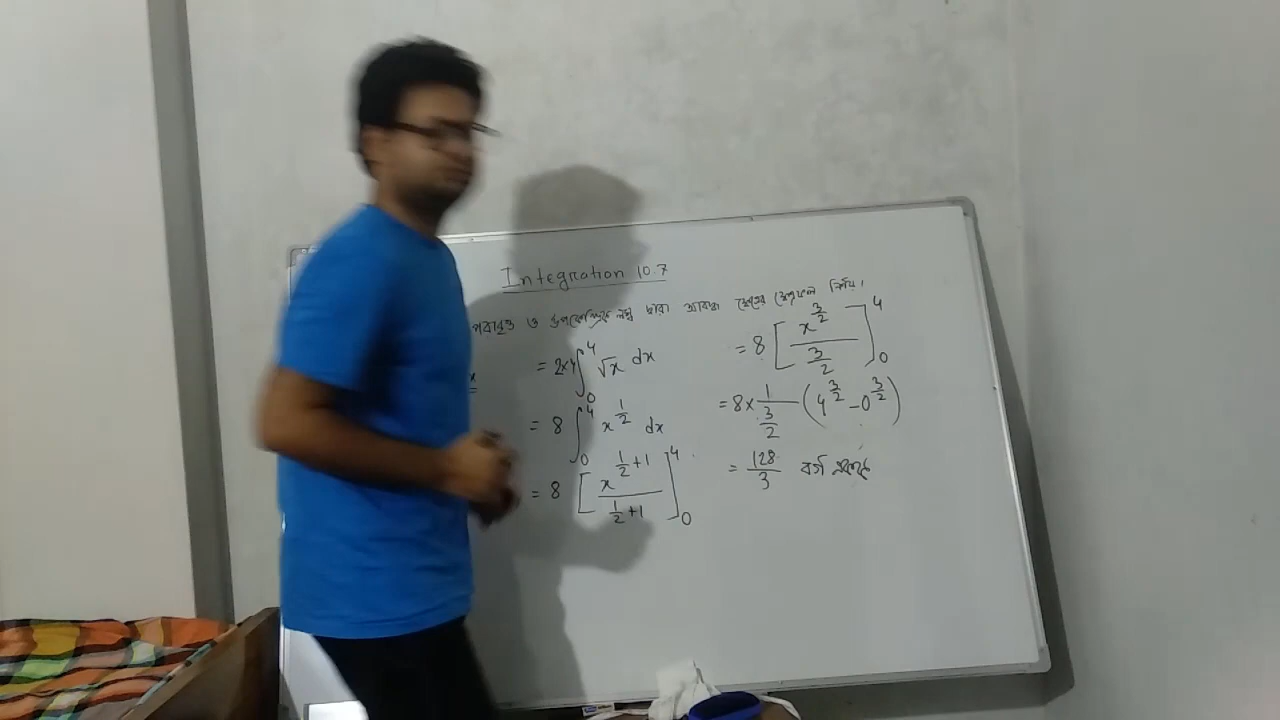 Integration 10.7
ও উপকেন্দ্রিক লম্ব দ্বারা আবদ্ধ ক্ষেত্রের ক্ষেত্রফল নির্ণয়।
x
= 2×4 ∫₀⁴ √x dx
= 8 ∫₀⁴ x^(1/2) dx
= 8 [ x^(1/2+1) / (1/2+1) ]₀⁴
= 8 [ x^(3/2) / (3/2) ]₀⁴
= 8 × 1/(3/2) (4^(3/2) − 0^(3/2))
= 128/3 বর্গ একক